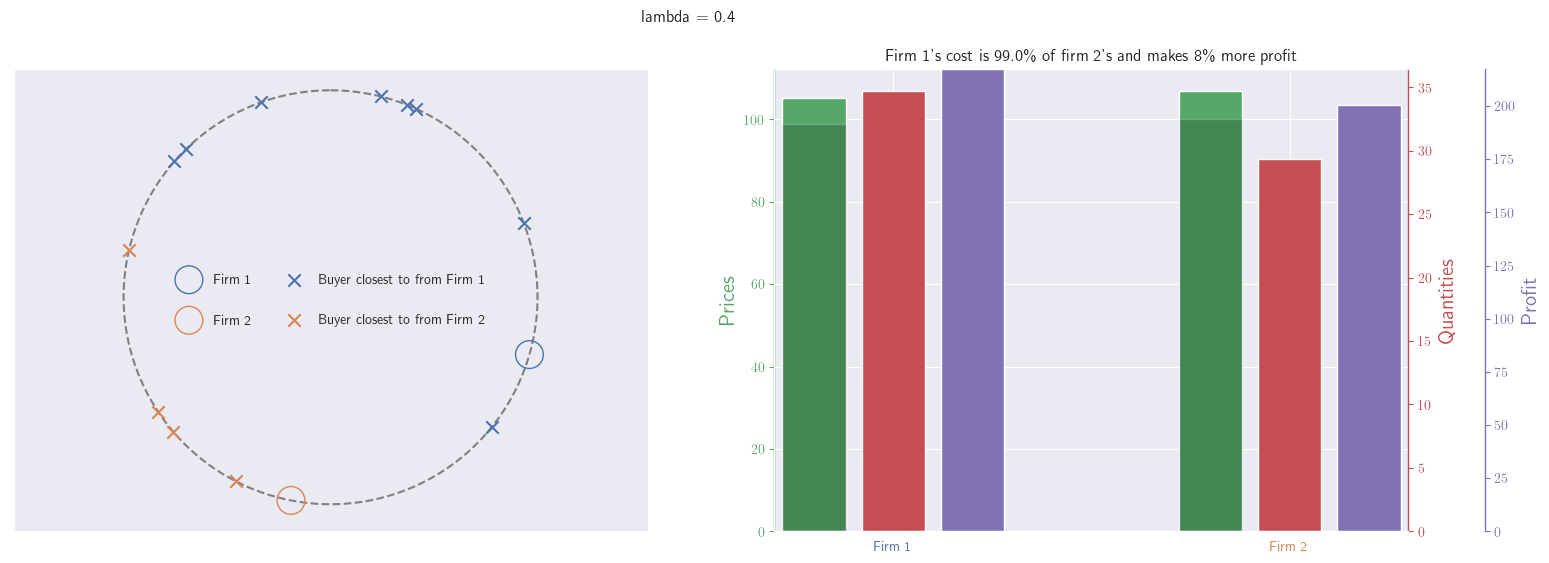 lambda = 0.4
Firm 1's cost is 99.0% of firm 2's and makes 8% more profit
Firm 1
Firm 2
Buyer closest to from Firm 1
Buyer closest to from Firm 2
Prices
100
80
60
40
20
0
Firm 1
Firm 2
35
30
25
20
15
10
5
0
Quantities
200
175
150
125
100
75
50
25
0
Profit